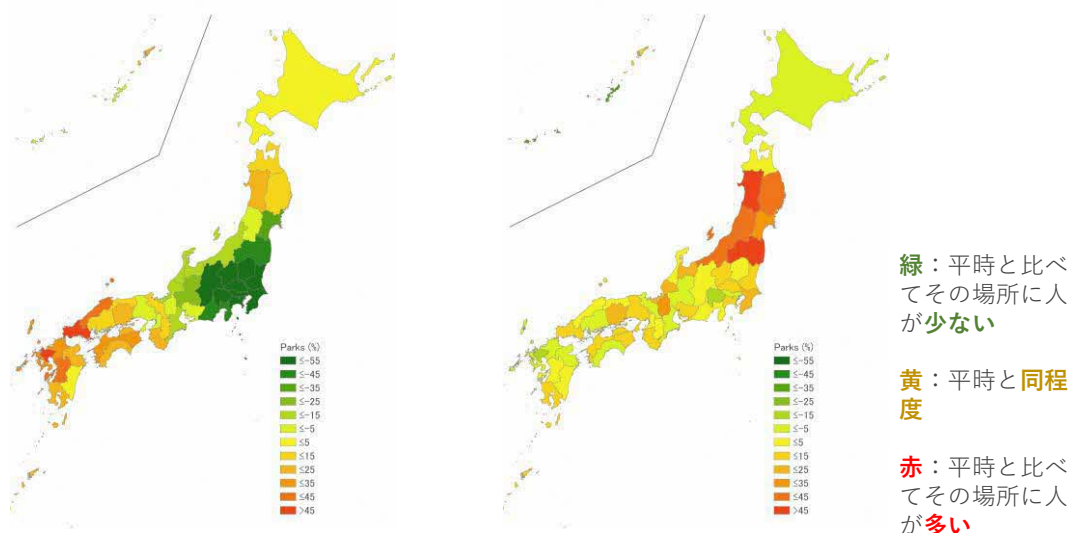 Parks (%)
≤-55
≤-45
≤-35
≤-25
≤-15
≤-5
≤5
≤15
≤25
≤35
≤45
>45
Parks (%)
≤-55
≤-45
≤-35
≤-25
≤-15
≤-5
≤5
≤15
≤25
≤35
≤45
>45
緑：平時と比べ
てその場所に人
が少ない
黄：平時と同程
度
赤：平時と比べ
てその場所に人
が多い